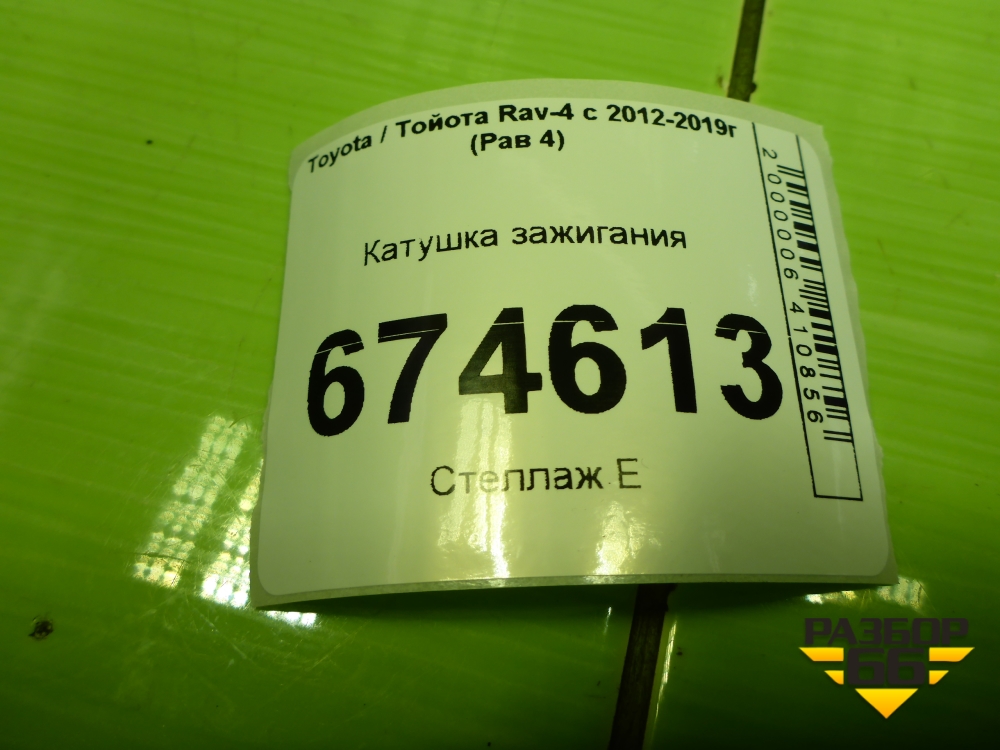 Toyota / Тойота Rav-4 с 2012-2019г
(Рав 4)
Катушка зажигания
674613
Стеллаж Е
2000006410856
РАЗБОР
66